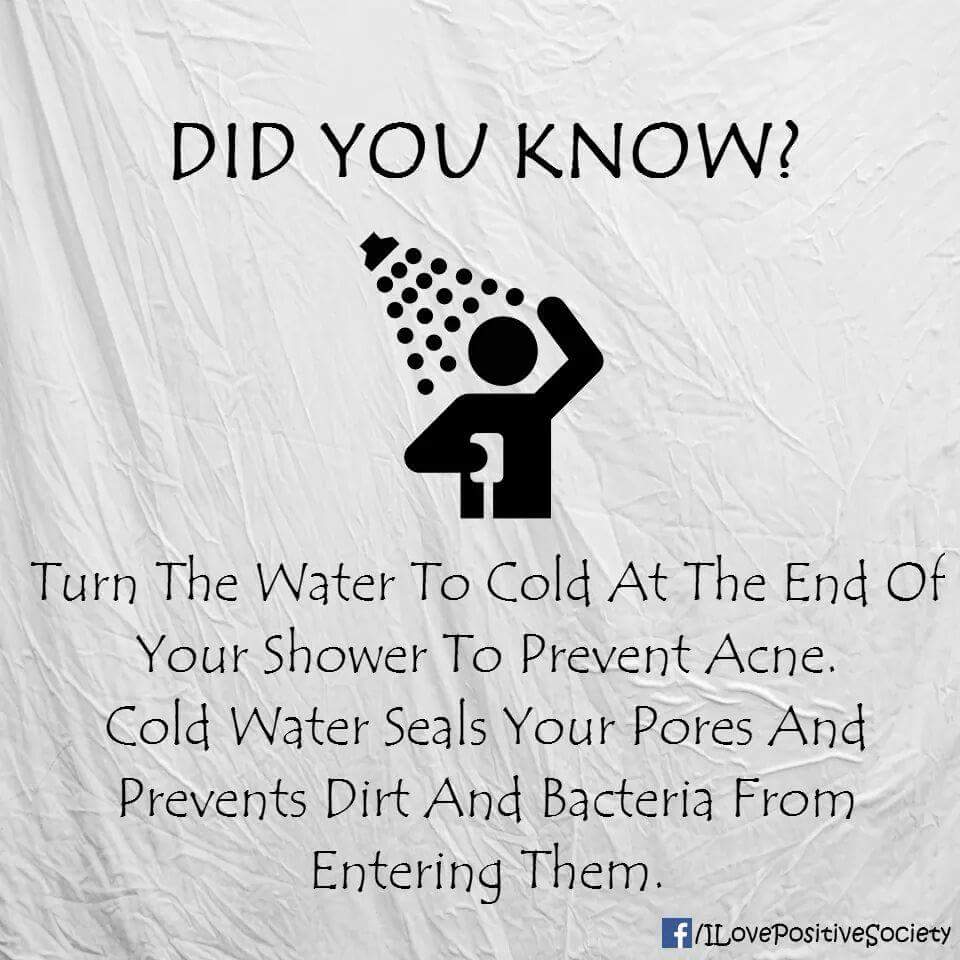 DID YOU KNOW?
Turn The Water To Cold At The End Of
Your Shower To Prevent Acne.
Cold Water Seals Your Pores And
Prevents Dirt And Bacteria From
Entering Them.
f/ILovePositiveSociety